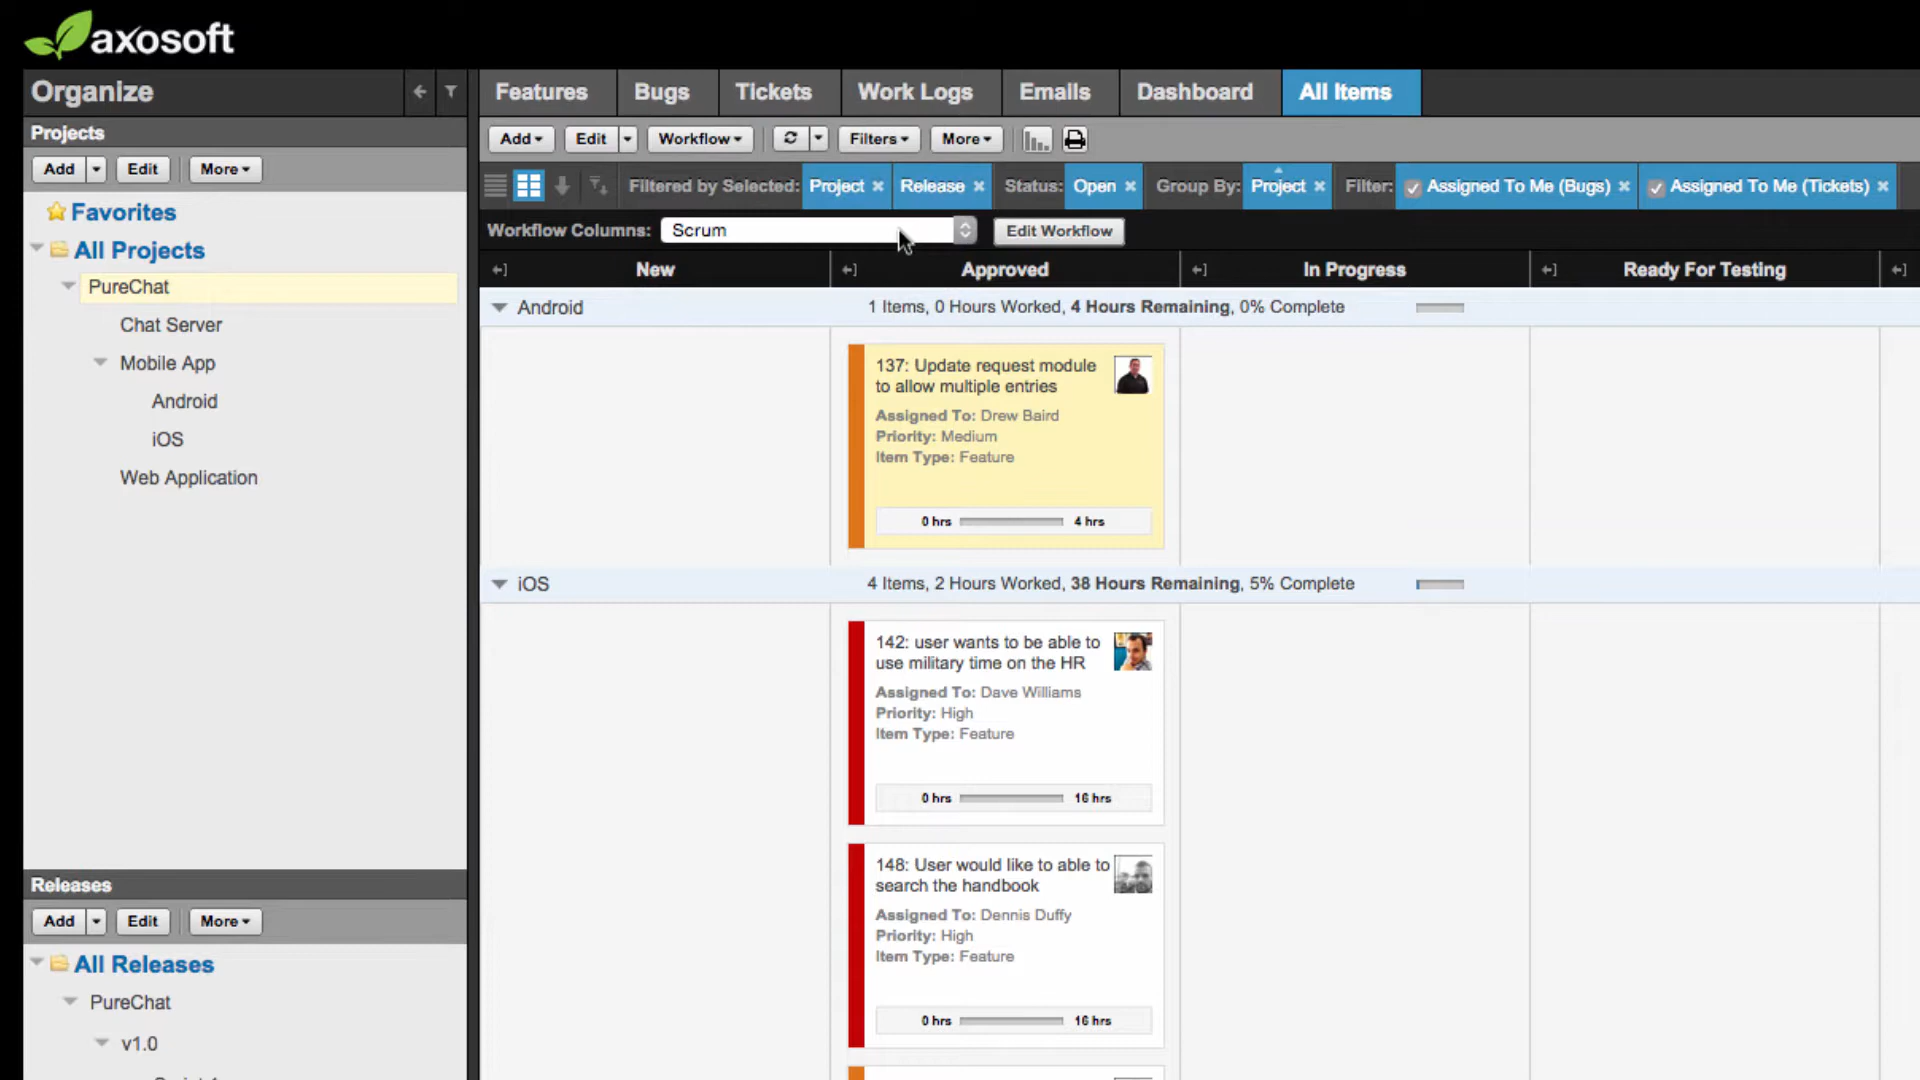 axosoft
Organize
Features Bugs Tickets Work Logs Emails Dashboard All Items
Projects
Add Edit More
Add Edit Workflow Filters More
Filtered by Selected: Project × Release × Status: Open × Group By: Project × Filter: Assigned To Me (Bugs) × Assigned To Me (Tickets) ×
Favorites
Workflow Columns: Scrum Edit Workflow
All Projects
New Approved In Progress Ready For Testing
PureChat
Android 1 Items, 0 Hours Worked, 4 Hours Remaining, 0% Complete
Chat Server
Mobile App
Android
iOS
Web Application
137: Update request module
to allow multiple entries
Assigned To: Drew Baird
Priority: Medium
Item Type: Feature
0 hrs 4 hrs
iOS 4 Items, 2 Hours Worked, 38 Hours Remaining, 5% Complete
142: user wants to be able to
use military time on the HR
Assigned To: Dave Williams
Priority: High
Item Type: Feature
0 hrs 16 hrs
148: User would like to able to
search the handbook
Assigned To: Dennis Duffy
Priority: High
Item Type: Feature
0 hrs 16 hrs
Releases
Add Edit More
All Releases
PureChat
v1.0